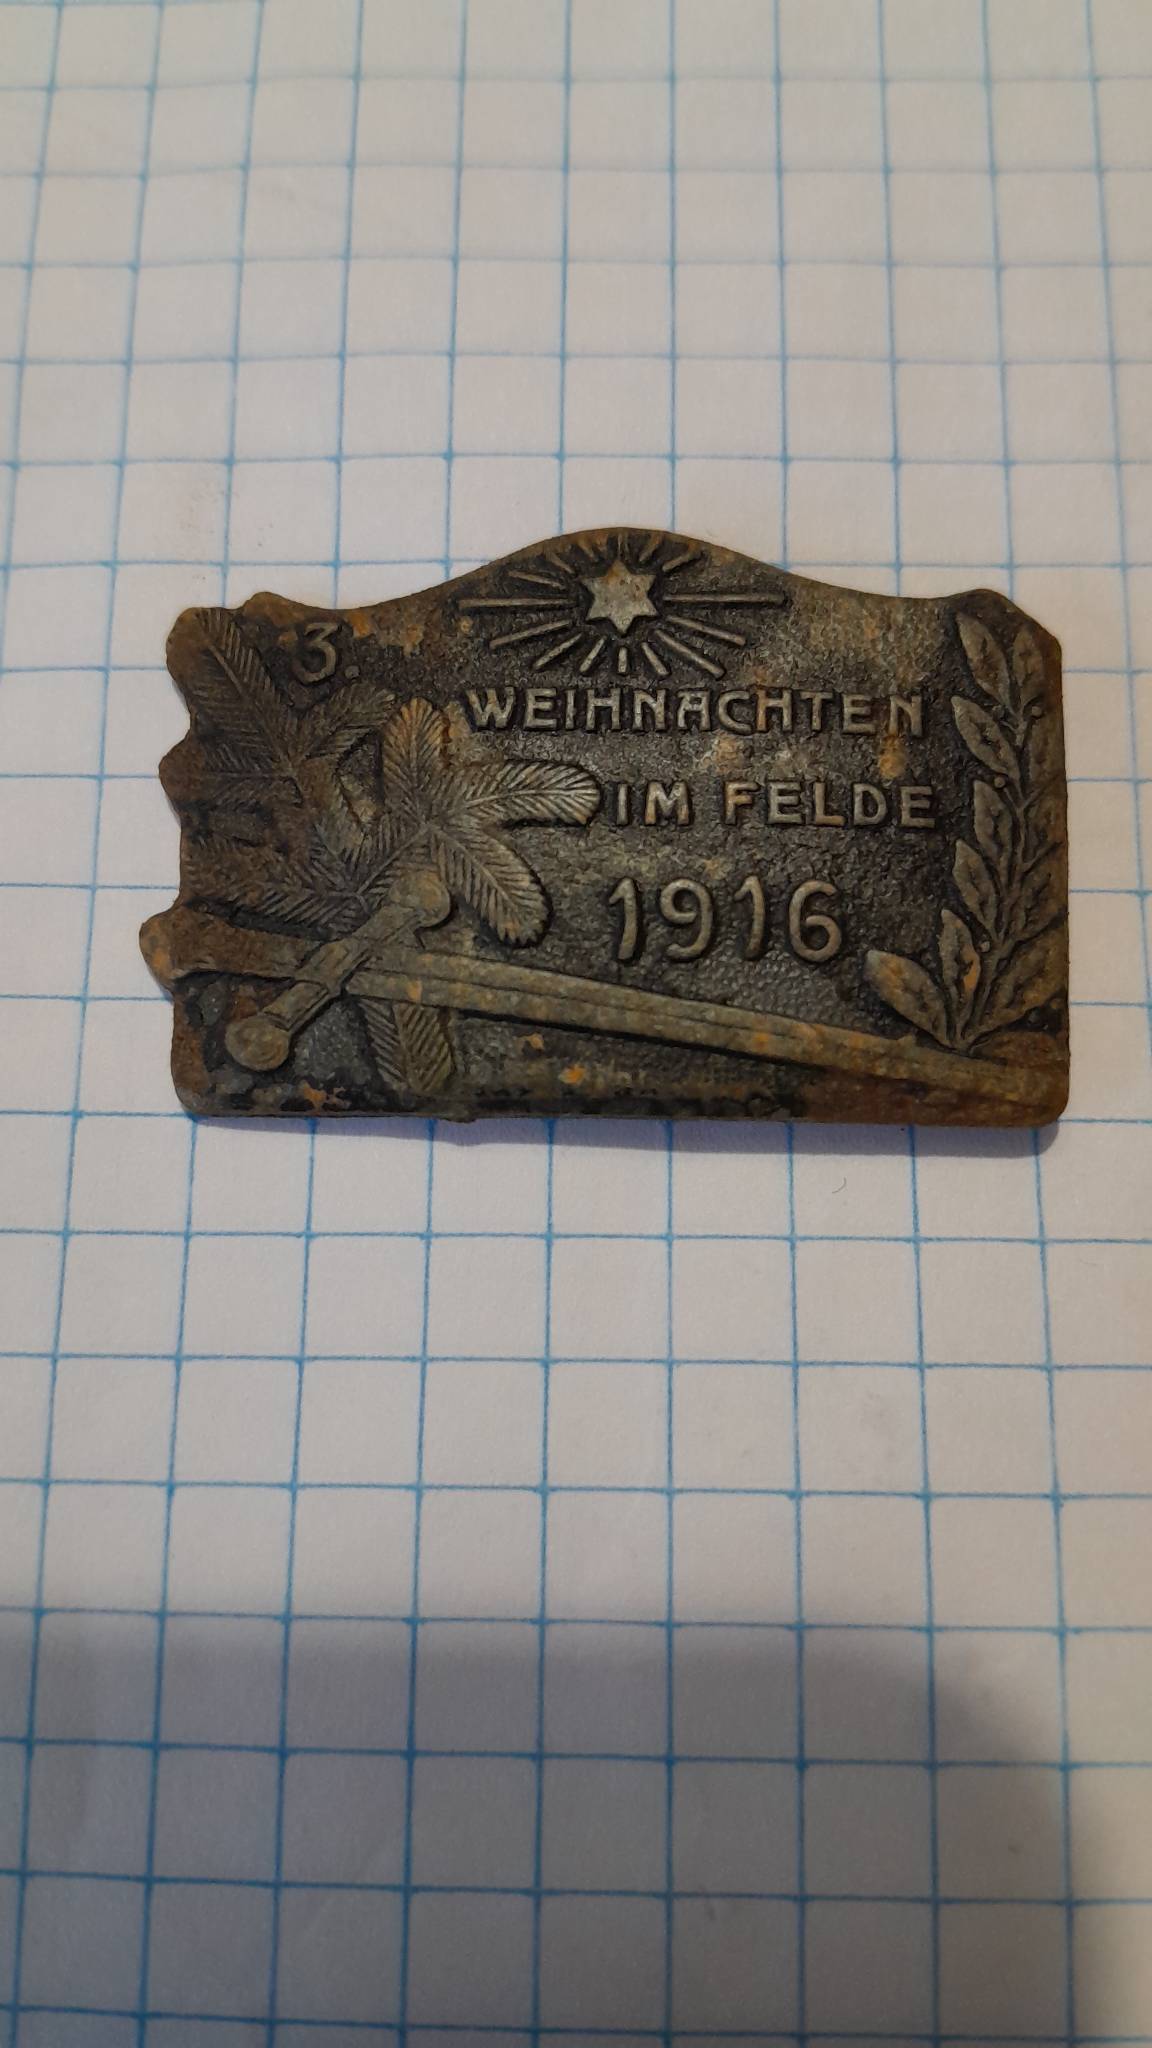 3.
WEIHNACHTEN
IM FELDE
1916